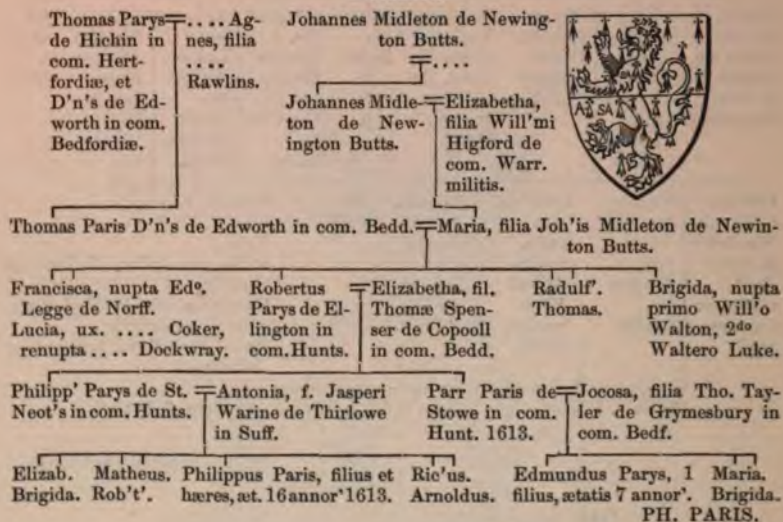 Thomas Parys
de Hichin in
com. Hert-
fordiæ, et
D'n's de Ed-
worth in com.
Bedfordiæ.
.... Ag-
nes, filia
....
Rawlins.
Johannes Midleton de Newing-
ton Butts.
....
Johannes Midle-
ton de New-
ington Butts.
Elizabetha,
filia Will'mi
Higford de
com. Warr.
militis.
A
SA
Thomas Paris D'n's de Edworth in com. Bedd.
Maria, filia Joh'is Midleton de Newin-
ton Butts.
Francisca, nupta Edº.
Legge de Norff.
Lucia, ux. .... Coker,
renupta .... Dockwray.
Robertus
Parys de El-
lington in
com. Hunts.
Elizabetha, fil.
Thomæ Spen-
ser de Copooll
in com. Bedd.
Radulf'.
Thomas.
Brigida, nupta
primo Will'o
Walton, 2do
Waltero Luke.
Philipp' Parys de St.
Neot's in com. Hunts.
Antonia, f. Jasperi
Warine de Thirlowe
in Suff.
Parr Paris de
Stowe in com.
Hunt. 1613.
Jocosa, filia Tho. Tay-
ler de Grymesbury in
com. Bedf.
Elizab.
Brigida.
Matheus.
Rob't'.
Philippus Paris, filius et
hæres, æt. 16 annor' 1613.
Ric'us.
Arnoldus.
Edmundus Parys, 1
filius, ætatis 7 annor'.
Maria.
Brigida.
PH. PARIS.